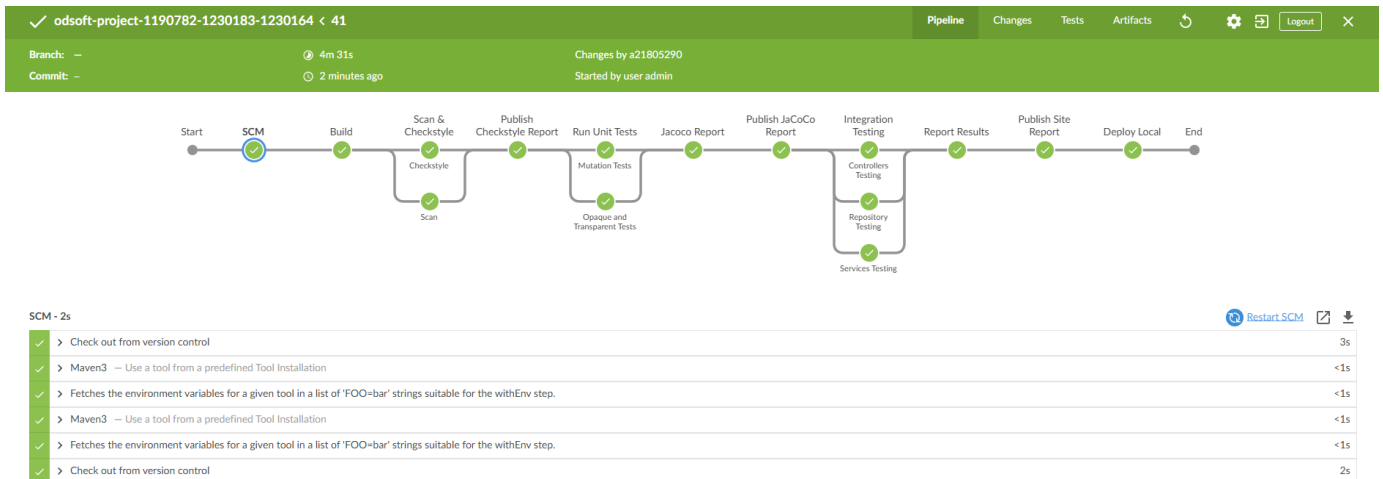 odsoft-project-1190782-1230183-1230164 < 41
Pipeline Changes Tests Artifacts Logout
Branch: — 4m 31s Changes by a21805290
Commit: – 2 minutes ago Started by user admin
Start SCM Build Scan & Checkstyle Publish Checkstyle Report Run Unit Tests Jacoco Report Publish JaCoCo Report Integration Testing Report Results Publish Site Report Deploy Local End
Checkstyle Mutation Tests Controllers Testing
Scan Opaque and Transparent Tests Repository Testing
Services Testing
SCM - 2s Restart SCM
Check out from version control 3s
Maven3 — Use a tool from a predefined Tool Installation <1s
Fetches the environment variables for a given tool in a list of 'FOO=bar' strings suitable for the withEnv step. <1s
Maven3 — Use a tool from a predefined Tool Installation <1s
Fetches the environment variables for a given tool in a list of 'FOO=bar' strings suitable for the withEnv step. <1s
Check out from version control 2s